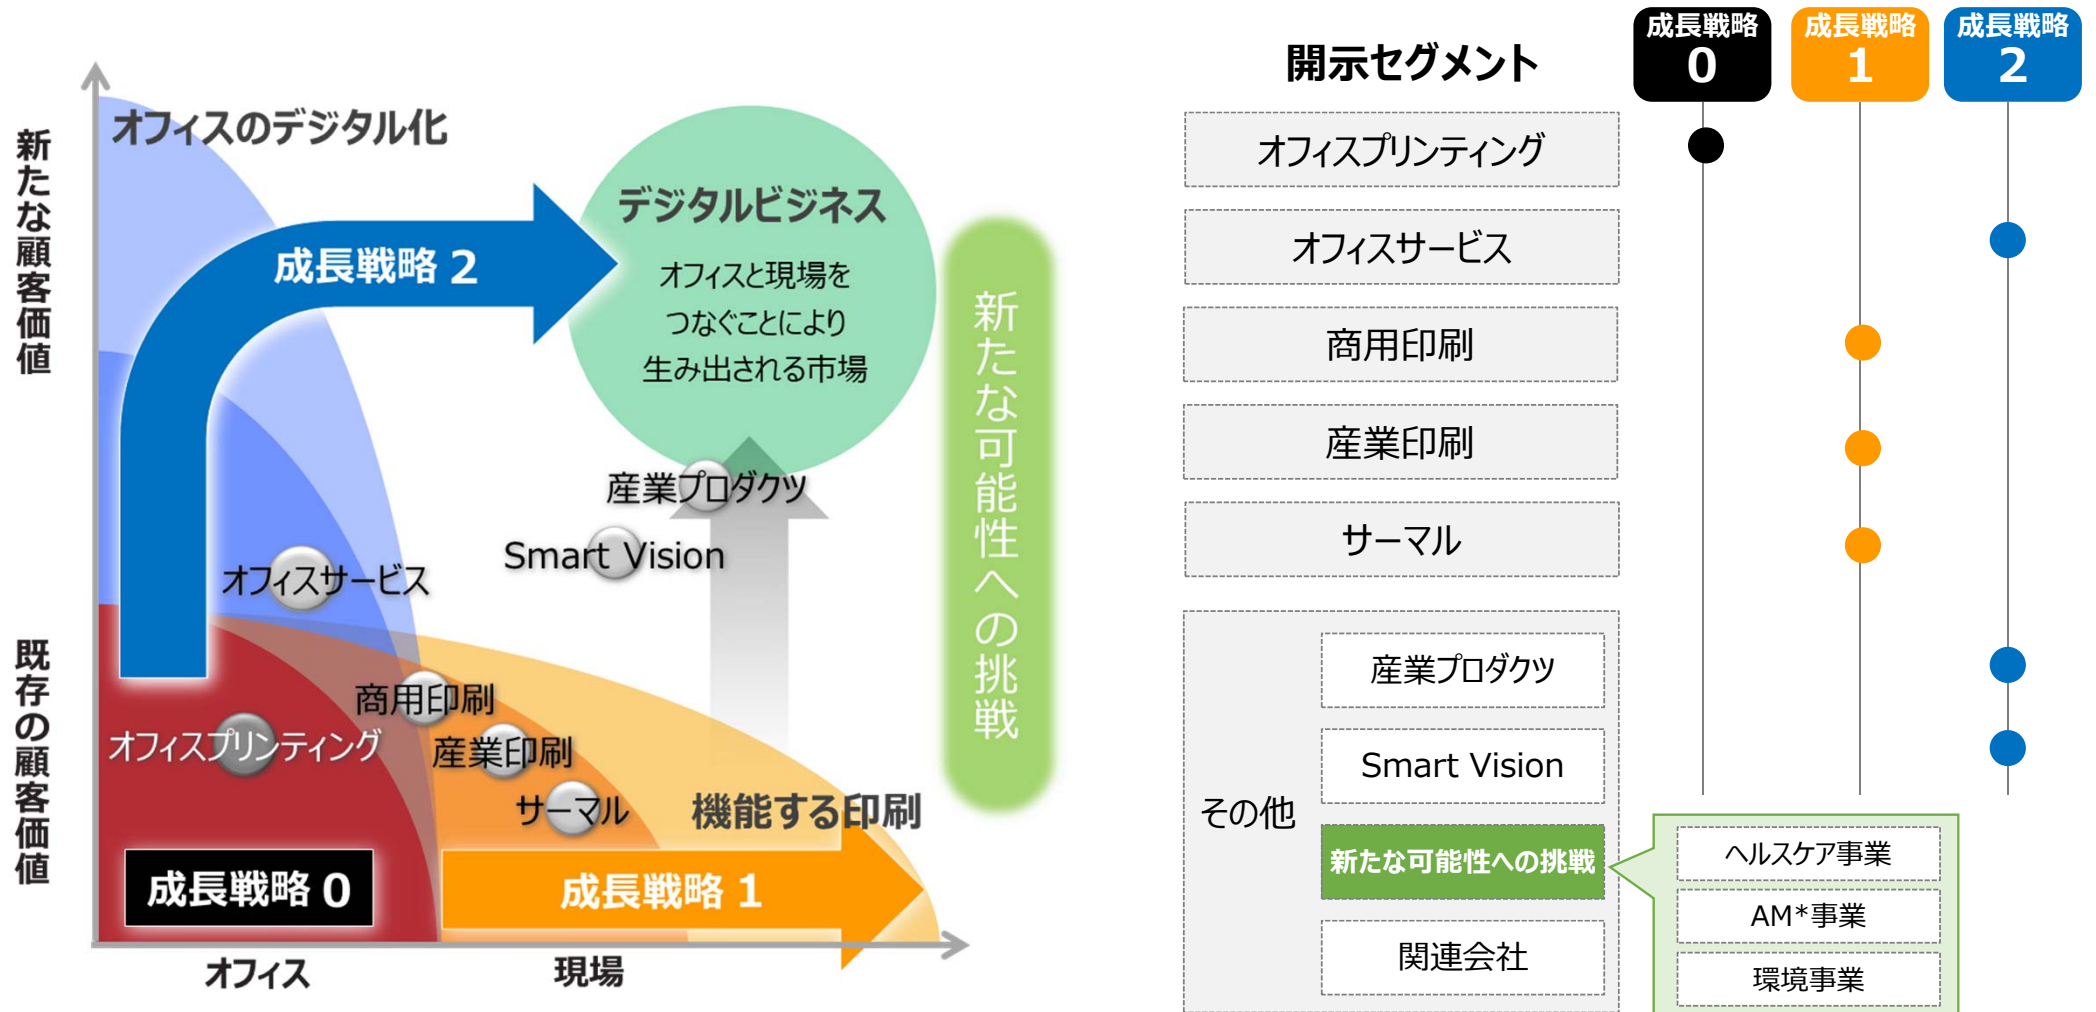 新たな顧客価値
既存の顧客価値
オフィスのデジタル化
成長戦略 2
デジタルビジネス
オフィスと現場を
つなぐことにより
生み出される市場
新たな可能性への挑戦
産業プロダクツ
Smart Vision
オフィスサービス
商用印刷
オフィスプリンティング
産業印刷
サーマル
機能する印刷
成長戦略 0
成長戦略 1
オフィス
現場
開示セグメント
成長戦略
0
成長戦略
1
成長戦略
2
オフィスプリンティング
オフィスサービス
商用印刷
産業印刷
サーマル
その他
産業プロダクツ
Smart Vision
新たな可能性への挑戦
関連会社
ヘルスケア事業
AM*事業
環境事業